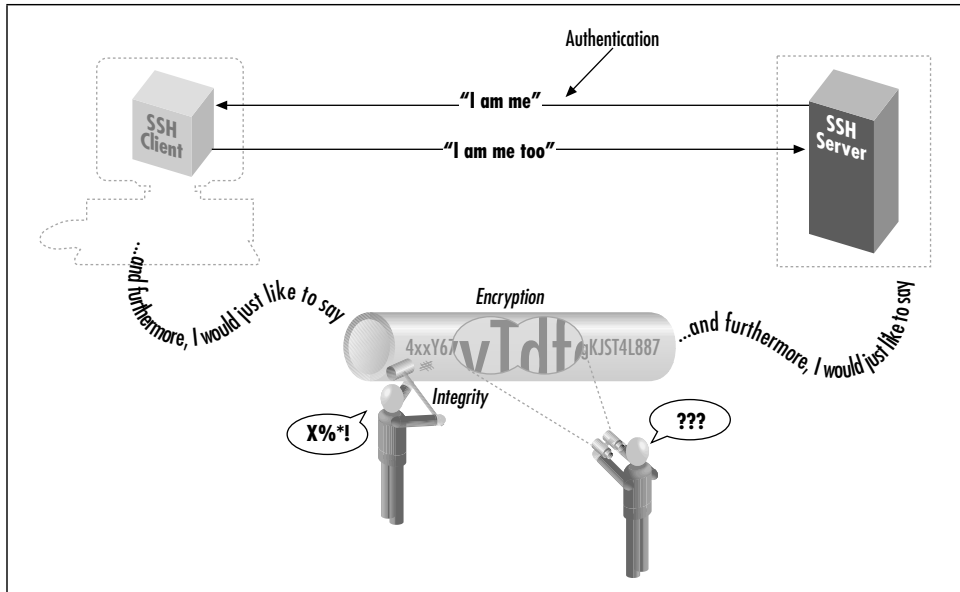 Authentication
"I am me"
SSH
Client
SSH
Server
"I am me too"
...and furthermore, I would just like to say
Encryption
4xxY67
vTdt
gKJST4L887
...and furthermore, I would just like to say
Integrity
X%*!
???